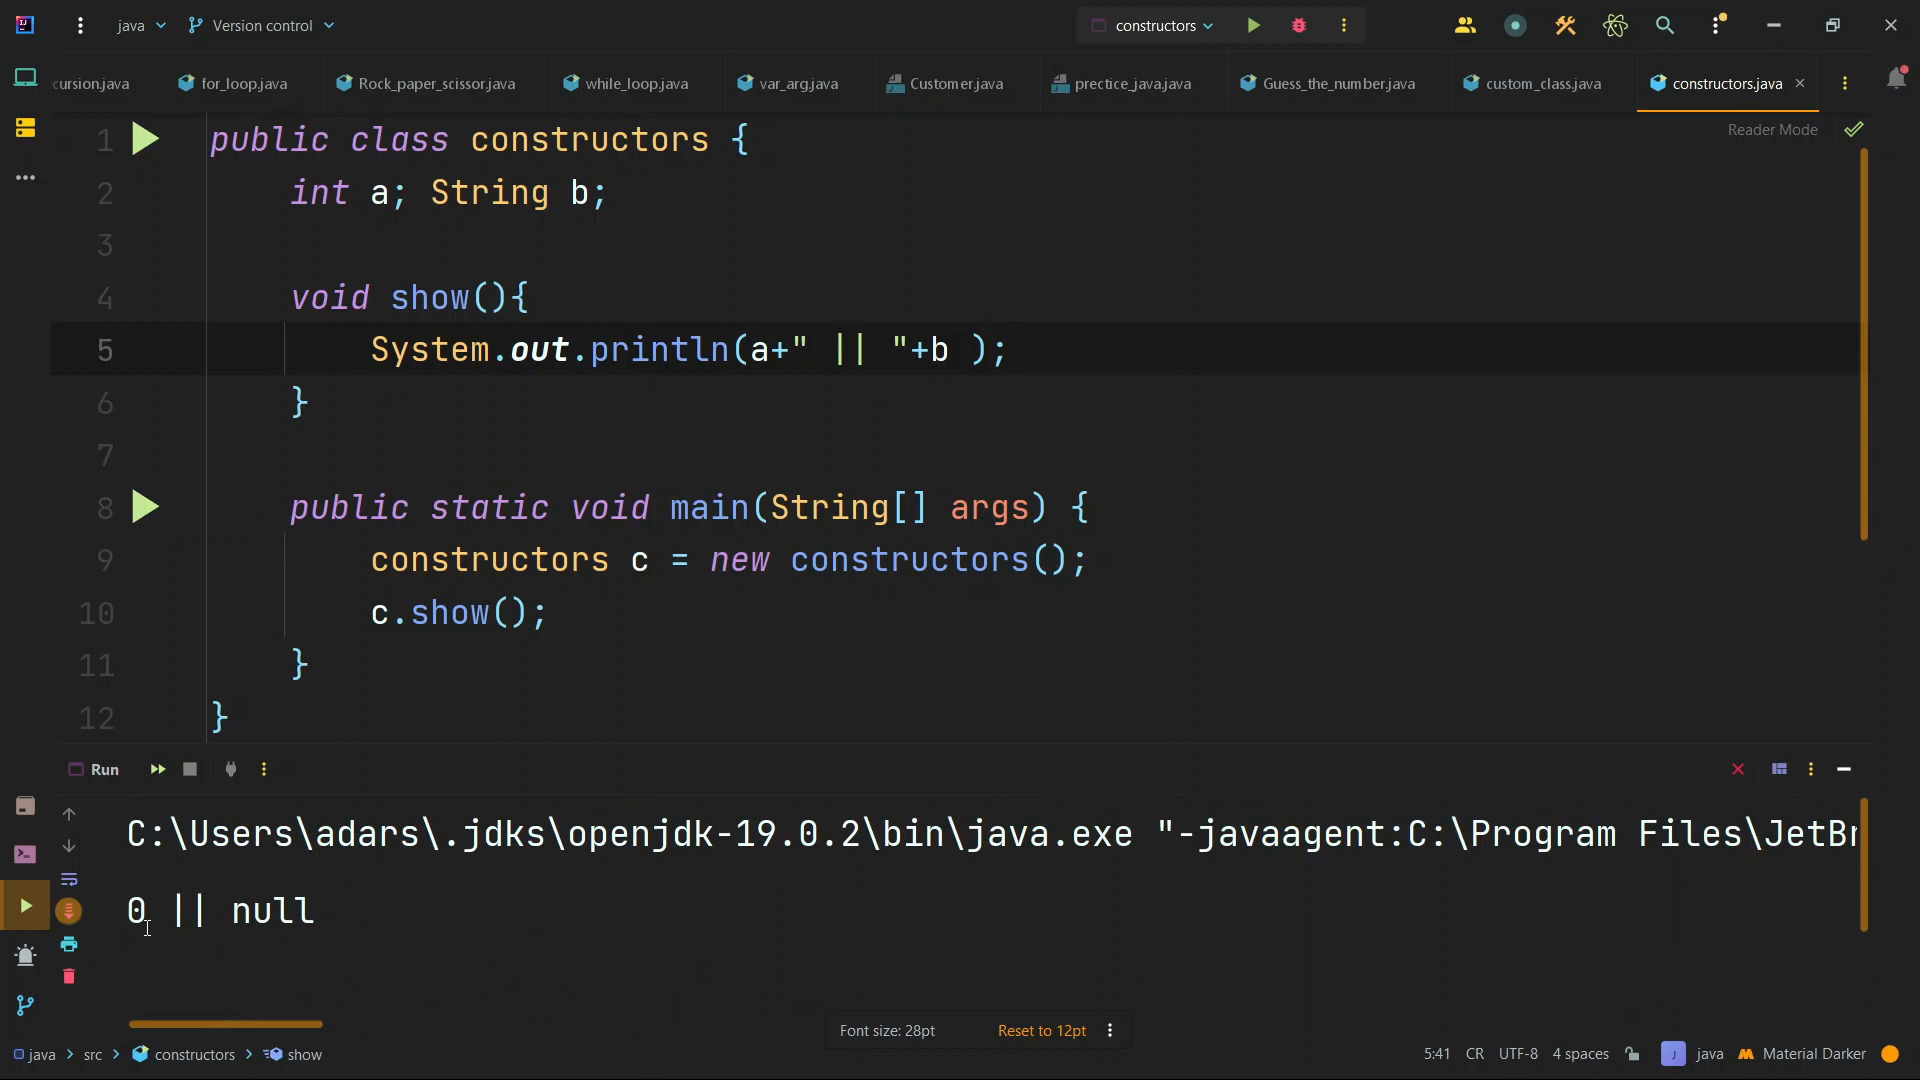 java Version control constructors
cursion.java for_loop.java Rock_paper_scissor.java while_loop.java var_arg.java Customer.java prectice_java.java Guess_the_number.java custom_class.java constructors.java
Reader Mode
1 public class constructors {
2 int a; String b;
3
4 void show(){
5 System.out.println(a+" || "+b );
6 }
7
8 public static void main(String[] args) {
9 constructors c = new constructors();
10 c.show();
11 }
12 }
Run
C:\Users\adars\.jdks\openjdk-19.0.2\bin\java.exe "-javaagent:C:\Program Files\JetBr
0 || null
Font size: 28pt Reset to 12pt
java > src > constructors > show 5:41 CR UTF-8 4 spaces java Material Darker